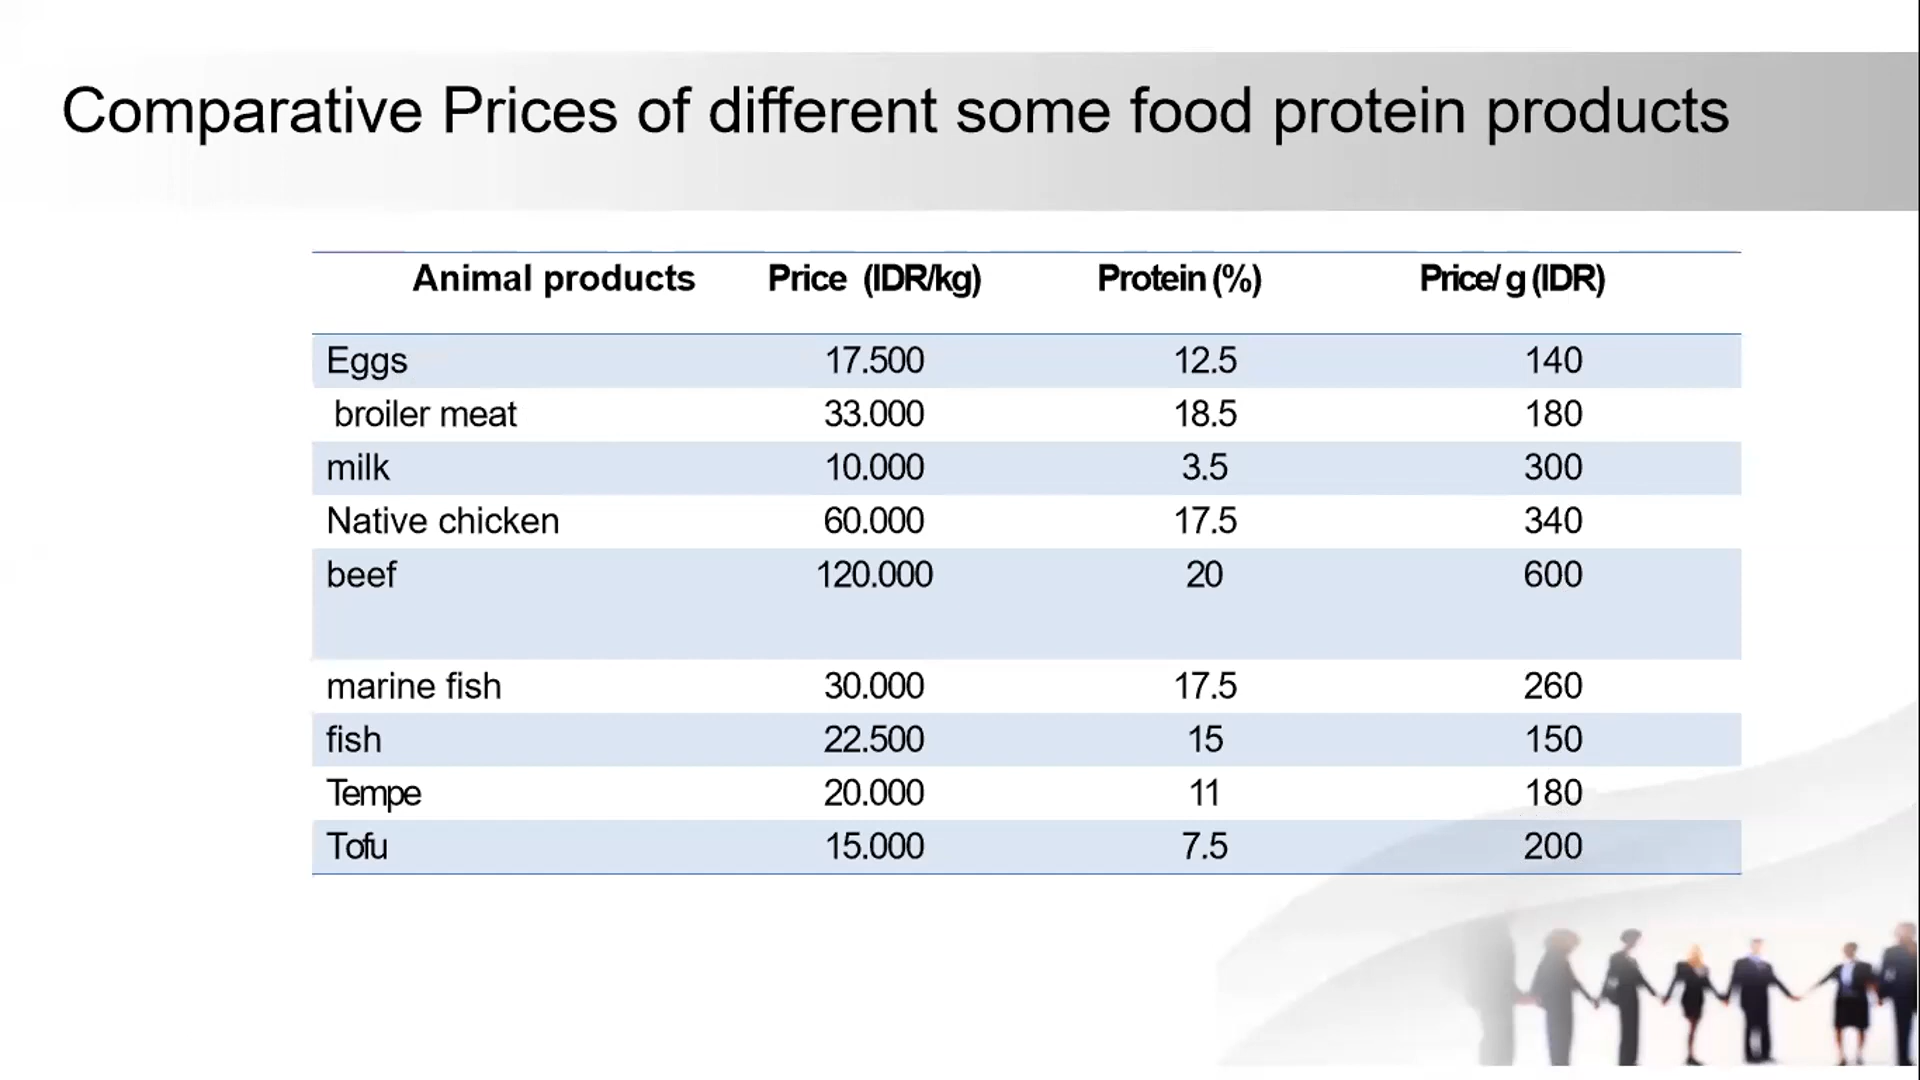 Comparative Prices of different some food protein products
Animal products Price (IDR/kg) Protein (%) Price/ g (IDR)
Eggs 17.500 12.5 140
broiler meat 33.000 18.5 180
milk 10.000 3.5 300
Native chicken 60.000 17.5 340
beef 120.000 20 600
marine fish 30.000 17.5 260
fish 22.500 15 150
Tempe 20.000 11 180
Tofu 15.000 7.5 200